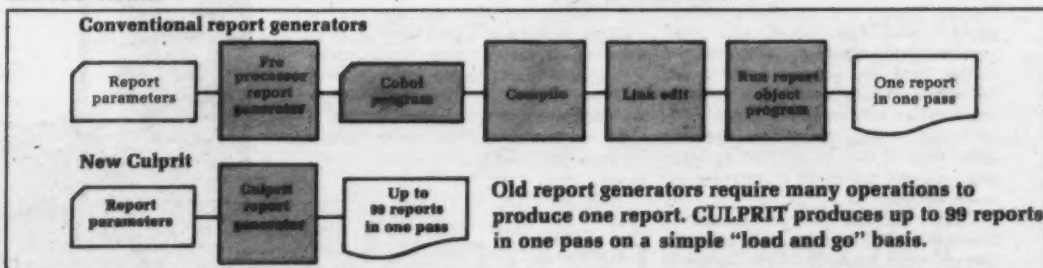 Conventional report generators
Report
parameters
Pre
processor
report
generator
Cobol
program
Compile
Link edit
Run report
object
program
One report
in one pass
New Culprit
Report
parameters
Culprit
report
generator
Up to
99 reports
in one pass
Old report generators require many operations to
produce one report. CULPRIT produces up to 99 reports
in one pass on a simple “load and go” basis.